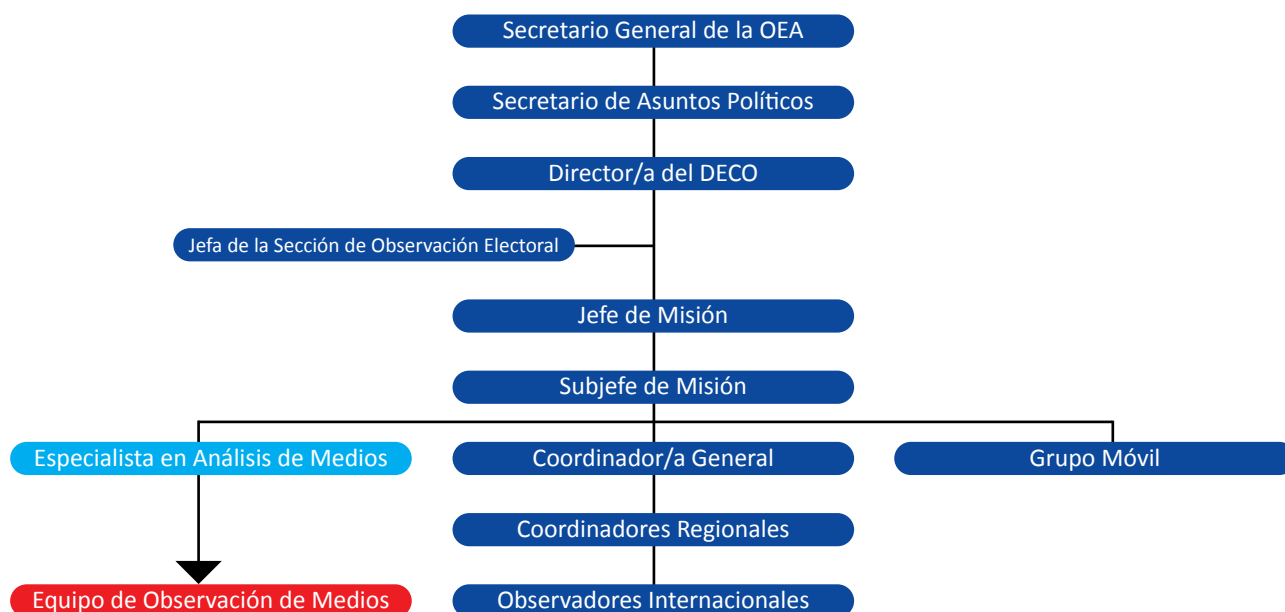 Secretario General de la OEA
Secretario de Asuntos Políticos
Director/a del DECO
Jefa de la Sección de Observación Electoral
Jefe de Misión
Subjefe de Misión
Especialista en Análisis de Medios
Coordinador/a General
Grupo Móvil
Coordinadores Regionales
Equipo de Observación de Medios
Observadores Internacionales